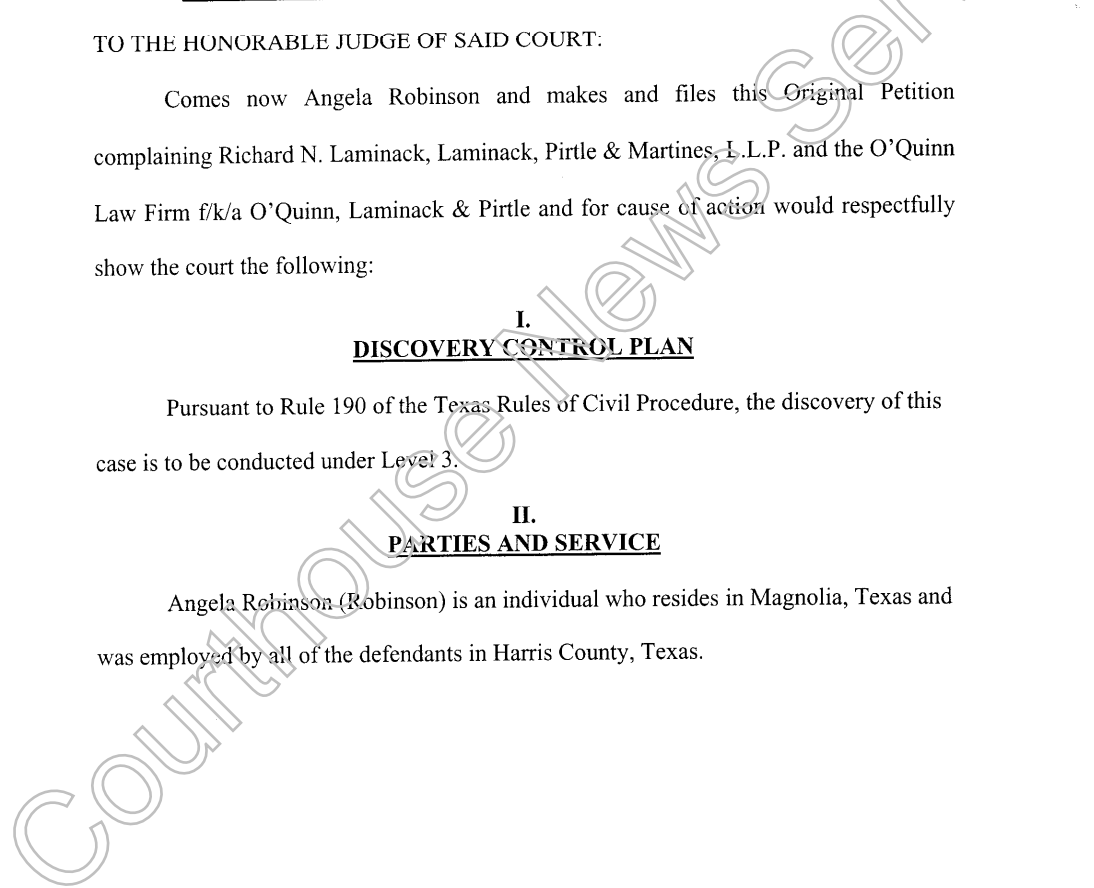 TO THE HONORABLE JUDGE OF SAID COURT:
Comes now Angela Robinson and makes and files this Original Petition
complaining Richard N. Laminack, Laminack, Pirtle & Martines, L.L.P. and the O'Quinn
Law Firm f/k/a O'Quinn, Laminack & Pirtle and for cause of action would respectfully
show the court the following:
I.
DISCOVERY CONTROL PLAN
Pursuant to Rule 190 of the Texas Rules of Civil Procedure, the discovery of this
case is to be conducted under Level 3.
II.
PARTIES AND SERVICE
Angela Robinson (Robinson) is an individual who resides in Magnolia, Texas and
was employed by all of the defendants in Harris County, Texas.
Courthouse News Ser